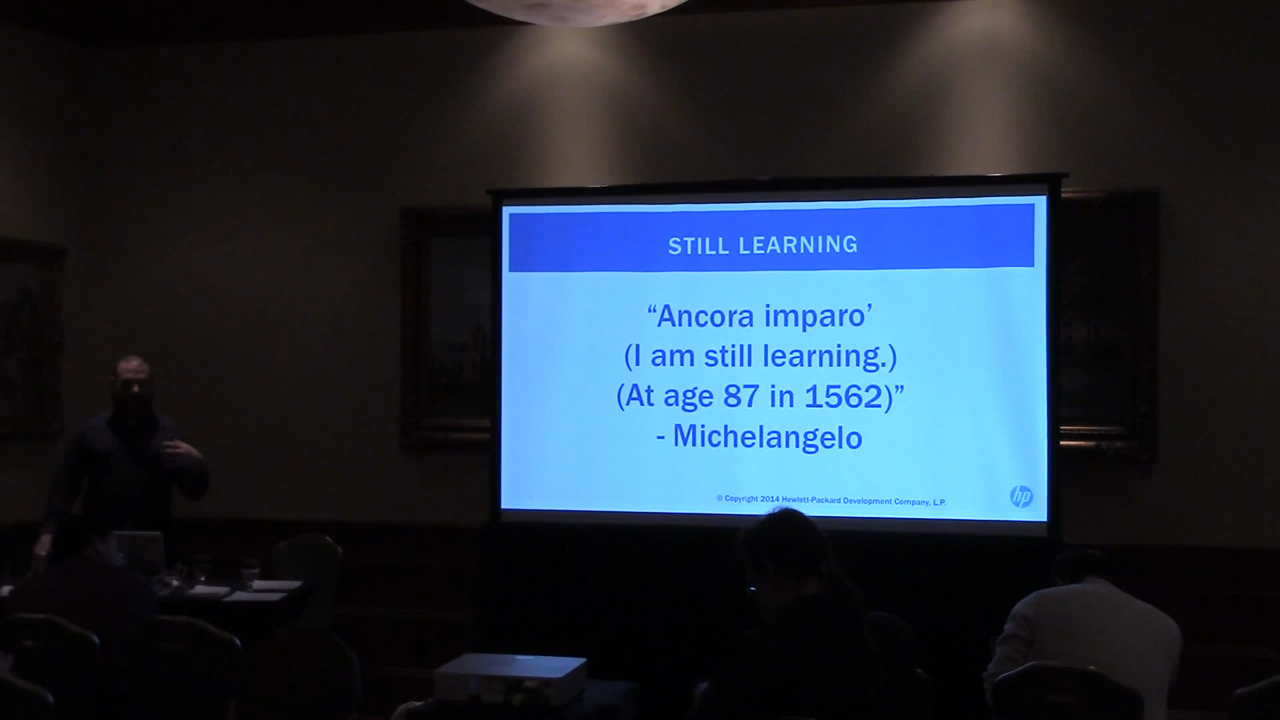 STILL LEARNING
“Ancora imparo’
(I am still learning.)
(At age 87 in 1562)”
- Michelangelo
© Copyright 2014 Hewlett-Packard Development Company, L.P.
hp